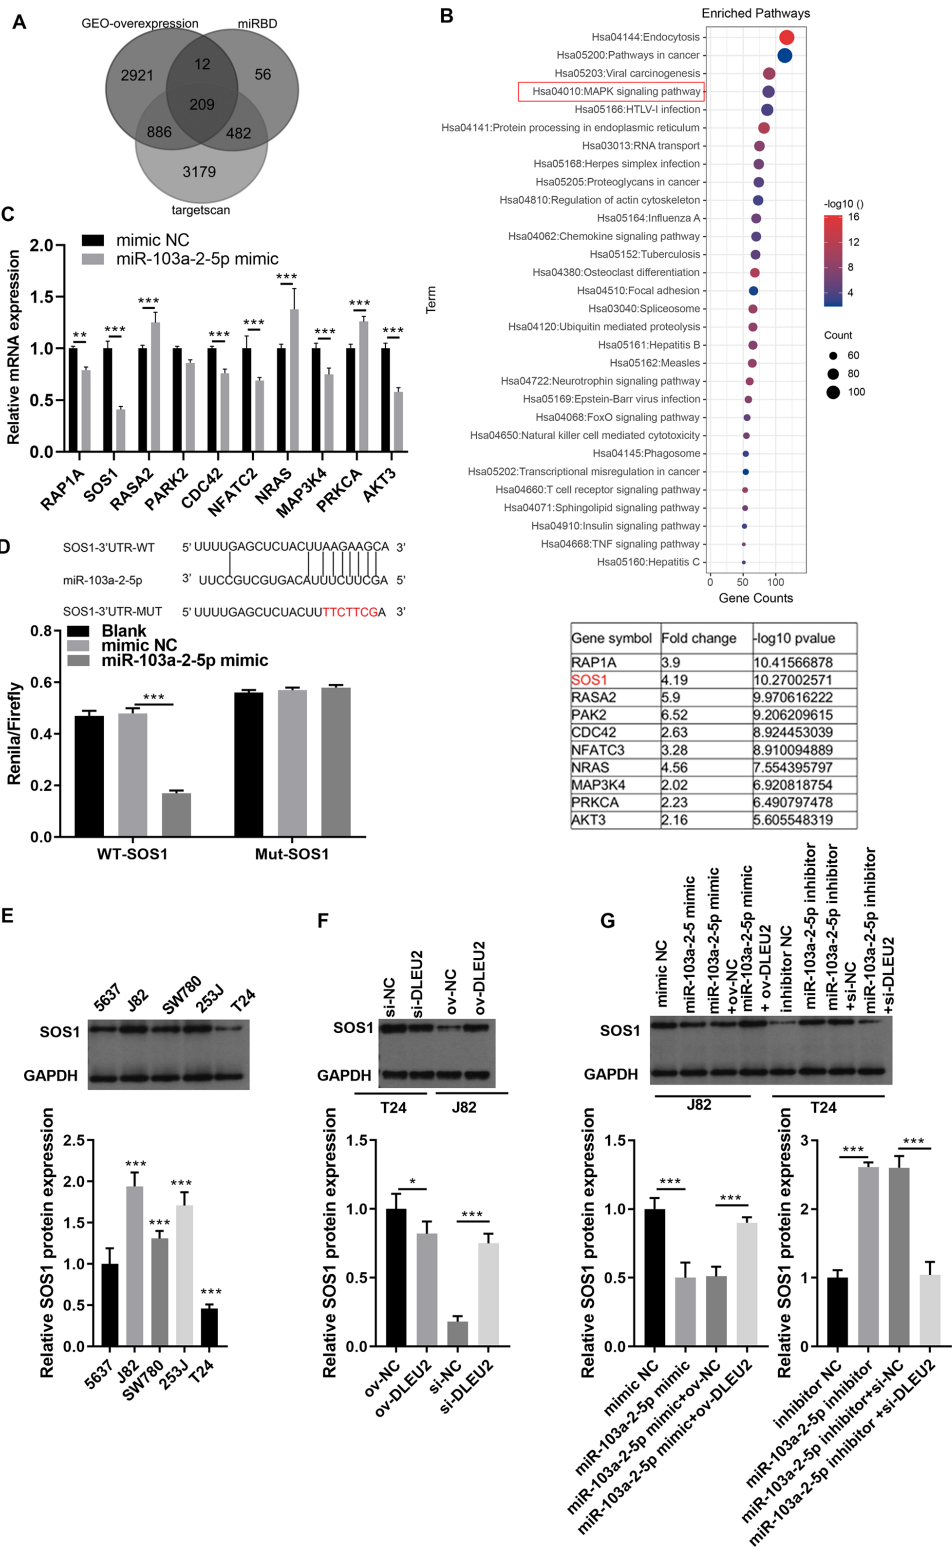 A
GEO-overexpression
miRBD
2921
12
56
209
886
482
3179
targetscan
B
Enriched Pathways
Term
Hsa04144:Endocytosis
Hsa05200:Pathways in cancer
Hsa05203:Viral carcinogenesis
Hsa04010:MAPK signaling pathway
Hsa05166:HTLV-I infection
Hsa04141:Protein processing in endoplasmic reticulum
Hsa03013:RNA transport
Hsa05168:Herpes simplex infection
Hsa05205:Proteoglycans in cancer
Hsa04810:Regulation of actin cytoskeleton
Hsa05164:Influenza A
Hsa04062:Chemokine signaling pathway
Hsa05152:Tuberculosis
Hsa04380:Osteoclast differentiation
Hsa04510:Focal adhesion
Hsa03040:Spliceosome
Hsa04120:Ubiquitin mediated proteolysis
Hsa05161:Hepatitis B
Hsa05162:Measles
Hsa04722:Neurotrophin signaling pathway
Hsa05169:Epstein-Barr virus infection
Hsa04068:FoxO signaling pathway
Hsa04650:Natural killer cell mediated cytotoxicity
Hsa04145:Phagosome
Hsa05202:Transcriptional misregulation in cancer
Hsa04660:T cell receptor signaling pathway
Hsa04071:Sphingolipid signaling pathway
Hsa04910:Insulin signaling pathway
Hsa04668:TNF signaling pathway
Hsa05160:Hepatitis C
0 50 100
Gene Counts
-log10 ()
16
12
8
4
Count
60
80
100
Gene symbol Fold change -log10 pvalue
RAP1A 3.9 10.41566878
SOS1 4.19 10.27002571
RASA2 5.9 9.970616222
PAK2 6.52 9.206209615
CDC42 2.63 8.924453039
NFATC3 3.28 8.910094889
NRAS 4.56 7.554395797
MAP3K4 2.02 6.920818754
PRKCA 2.23 6.490797478
AKT3 2.16 5.605548319
C
mimic NC
miR-103a-2-5p mimic
Relative mRNA expression
2.0
1.5
1.0
0.5
0.0
** *** *** *** *** *** *** *** ***
RAP1A SOS1 RASA2 PARK2 CDC42 NFATC2 NRAS MAP3K4 PRKCA AKT3
D
SOS1-3'UTR-WT 5' UUUUGAGCUCUACUUAAGAAGCA 3'
miR-103a-2-5p 3' UUCCGUCGUGACAUUUCUUCGA 5'
SOS1-3'UTR-MUT 5' UUUUGAGCUCUACUUTTCTTCGA 3'
Blank
mimic NC
miR-103a-2-5p mimic
Renila/Firefly
0.8
0.6
0.4
0.2
0.0
***
WT-SOS1 Mut-SOS1
E
5637 J82 SW780 253J T24
SOS1
GAPDH
Relative SOS1 protein expression
2.5
2.0
1.5
1.0
0.5
0.0
*** *** *** ***
5637 J82 SW780 253J T24
F
si-NC si-DLEU2 ov-NC ov-DLEU2
SOS1
GAPDH
T24 J82
Relative SOS1 protein expression
1.5
1.0
0.5
0.0
* ***
ov-NC ov-DLEU2 si-NC si-DLEU2
G
mimic NC
miR-103a-2-5 mimic
miR-103a-2-5p mimic
+ov-NC
miR-103a-2-5p mimic
+ ov-DLEU2
inhibitor NC
miR-103a-2-5p inhibitor
miR-103a-2-5p inhibitor
+si-NC
miR-103a-2-5p inhibitor
+si-DLEU2
SOS1
GAPDH
J82 T24
Relative SOS1 protein expression
1.5
1.0
0.5
0.0
*** ***
mimic NC
miR-103a-2-5p mimic
miR-103a-2-5p mimic+ov-NC
miR-103a-2-5p mimic+ov-DLEU2
Relative SOS1 protein expression
3
2
1
0
*** ***
inhibitor NC
miR-103a-2-5p inhibitor
miR-103a-2-5p inhibitor+si-NC
miR-103a-2-5p inhibitor +si-DLEU2